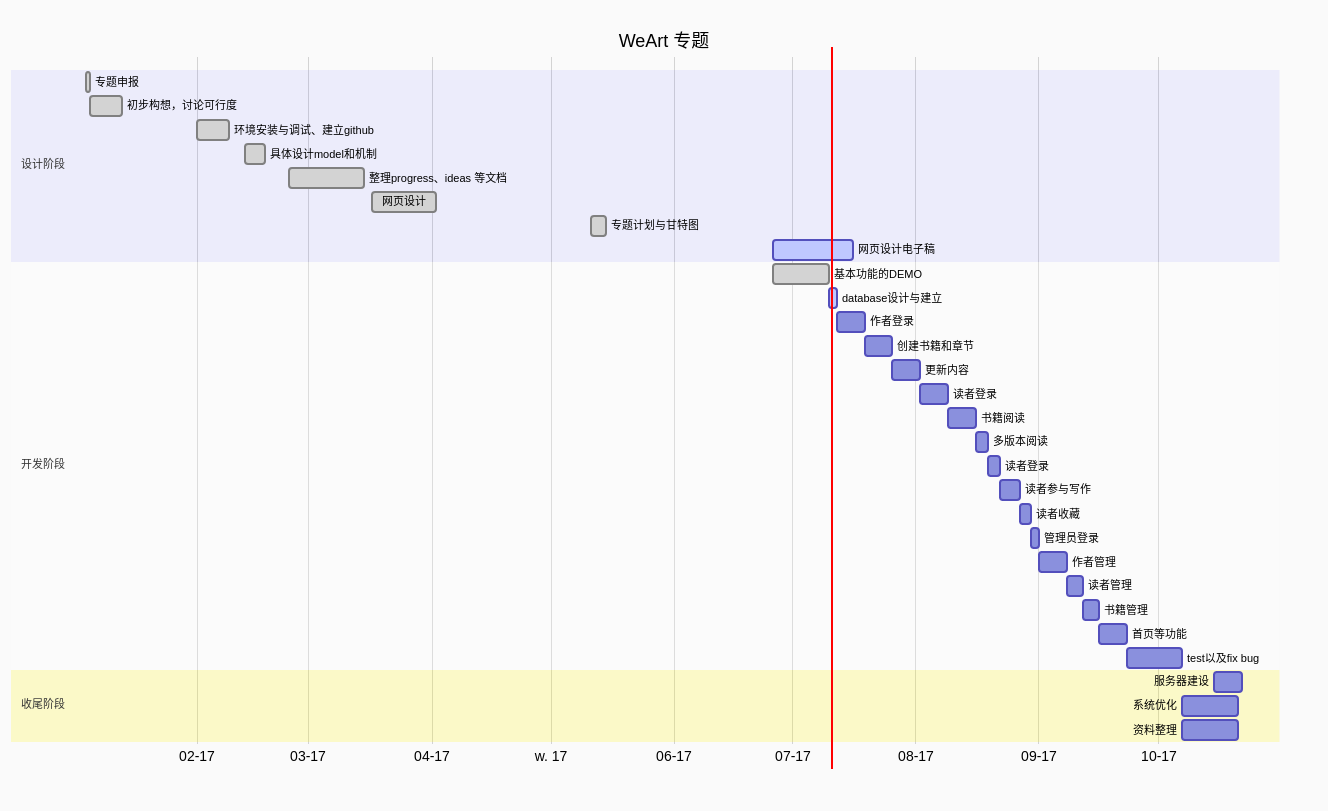 WeArt 专题
专题申报
初步构想，讨论可行度
环境安装与调试、建立github
具体设计model和机制
设计阶段
整理progress、ideas 等文档
网页设计
专题计划与甘特图
网页设计电子稿
基本功能的DEMO
database设计与建立
作者登录
创建书籍和章节
更新内容
读者登录
书籍阅读
多版本阅读
开发阶段
读者登录
读者参与写作
读者收藏
管理员登录
作者管理
读者管理
书籍管理
首页等功能
test以及fix bug
服务器建设
收尾阶段
系统优化
资料整理
02-17
03-17
04-17
w. 17
06-17
07-17
08-17
09-17
10-17